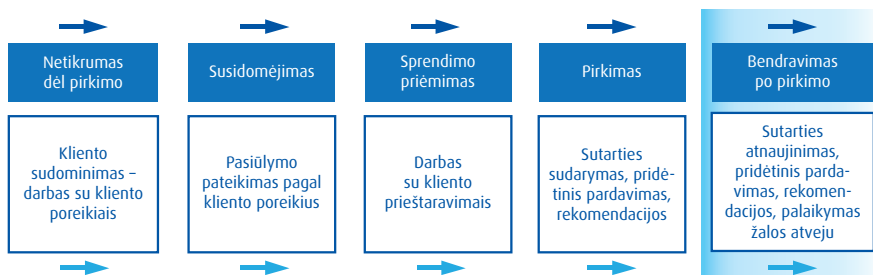 Netikrumas
dėl pirkimo
Susidomėjimas
Sprendimo
priėmimas
Pirkimas
Bendravimas
po pirkimo
Kliento
sudominimas –
darbas su kliento
poreikiais
Pasiūlymo
pateikimas pagal
kliento poreikius
Darbas
su kliento
prieštaravimais
Sutarties
sudarymas, pridė-
tinis pardavimas,
rekomendacijos
Sutarties
atnaujinimas,
pridėtinis parda-
vimas, rekomen-
dacijos, palaikymas
žalos atveju